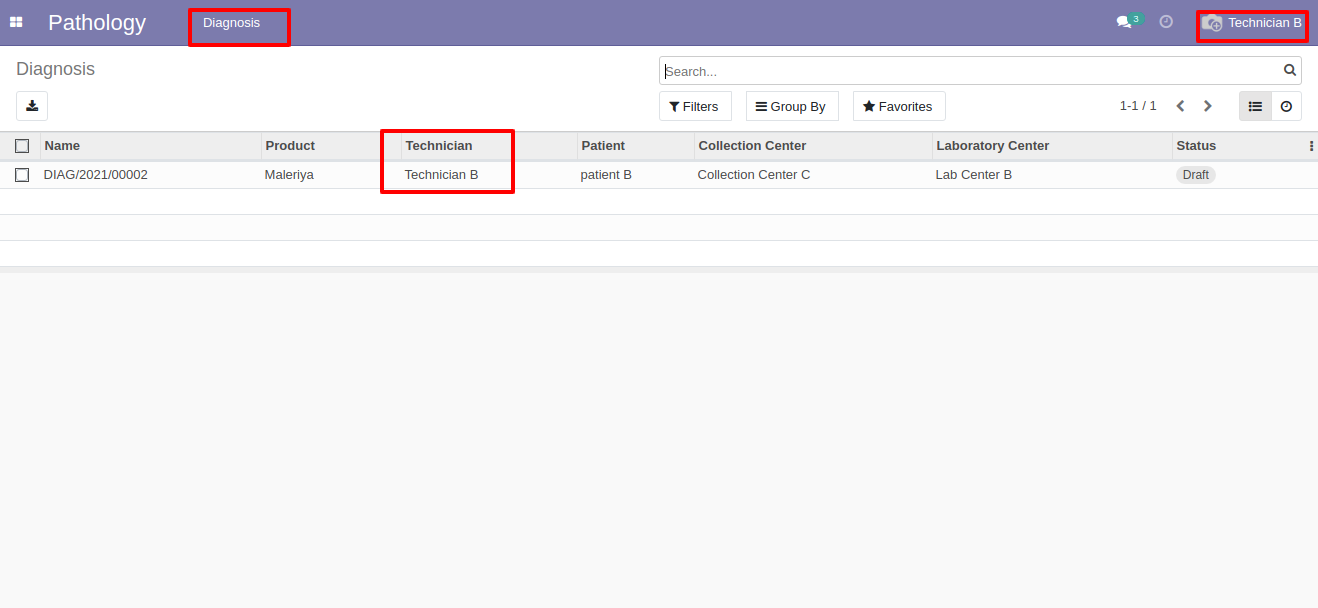 Pathology Diagnosis 3 Technician B
Diagnosis
Search...
Filters Group By Favorites 1-1 / 1
Name Product Technician Patient Collection Center Laboratory Center Status
DIAG/2021/00002 Maleriya Technician B patient B Collection Center C Lab Center B Draft